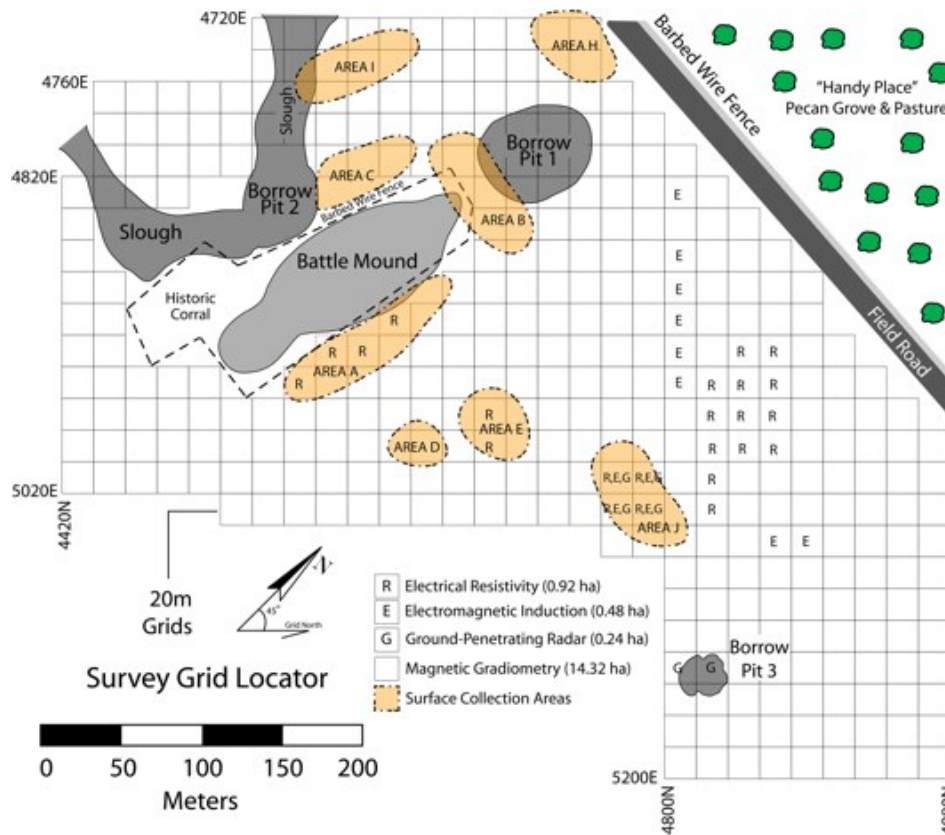 4720E
4760E
4820E
5020E
4420N
AREA I
AREA H
Slough
Borrow
Pit 1
AREA C
Barbed Wire Fence
Borrow
Pit 2
Slough
AREA B
Battle Mound
Historic
Corral
R
R
R
R
AREA A
AREA D
R
AREA E
R
R,E,G
R,E,G
R,E,G
R,E,G
AREA J
Barbed Wire Fence
"Handy Place"
Pecan Grove & Pasture
Field Road
E
E
E
E
E
R
R
E
R
R
R
R
R
R
R
R
R
R
R
E
E
G
G
Borrow
Pit 3
5200E
4800N
20m
Grids
N
45°
Grid North
Survey Grid Locator
R Electrical Resistivity (0.92 ha)
E Electromagnetic Induction (0.48 ha)
G Ground-Penetrating Radar (0.24 ha)
Magnetic Gradiometry (14.32 ha)
Surface Collection Areas
0 50 100 150 200
Meters